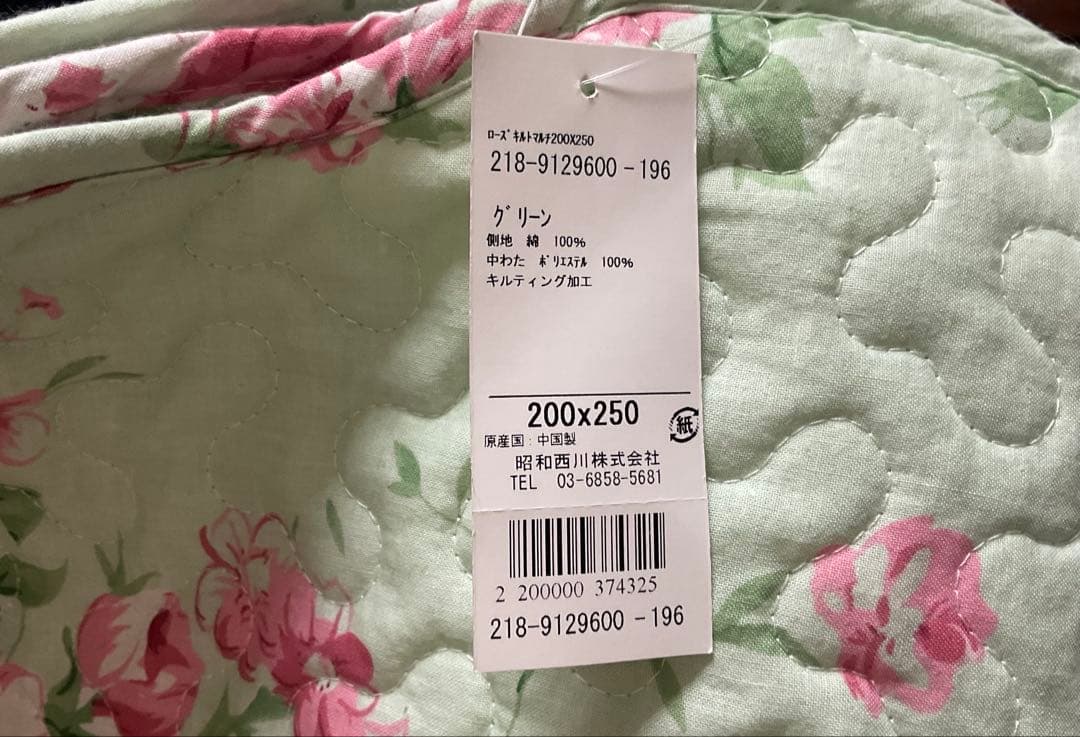 ﾛｰｽﾞｷﾙﾄﾏﾙﾁ200X250
218-9129600-196
グリーン
側地 綿 100%
中わた ﾎﾟﾘｴｽﾃﾙ 100%
キルティング加工
200x250
紙
原産国:中国製
昭和西川株式会社
TEL 03-6858-5681
2 200000 374325
218-9129600-196